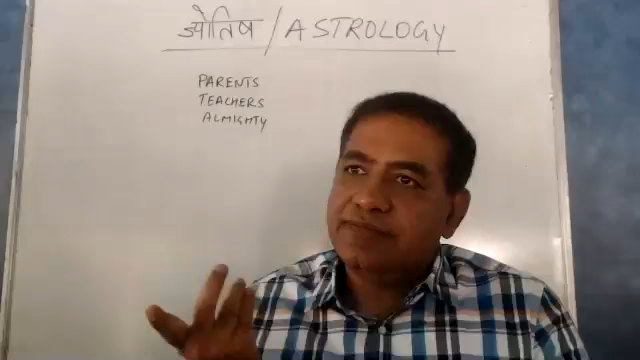 ज्योतिष / ASTROLOGY
PARENTS
TEACHERS
ALMIGHTY